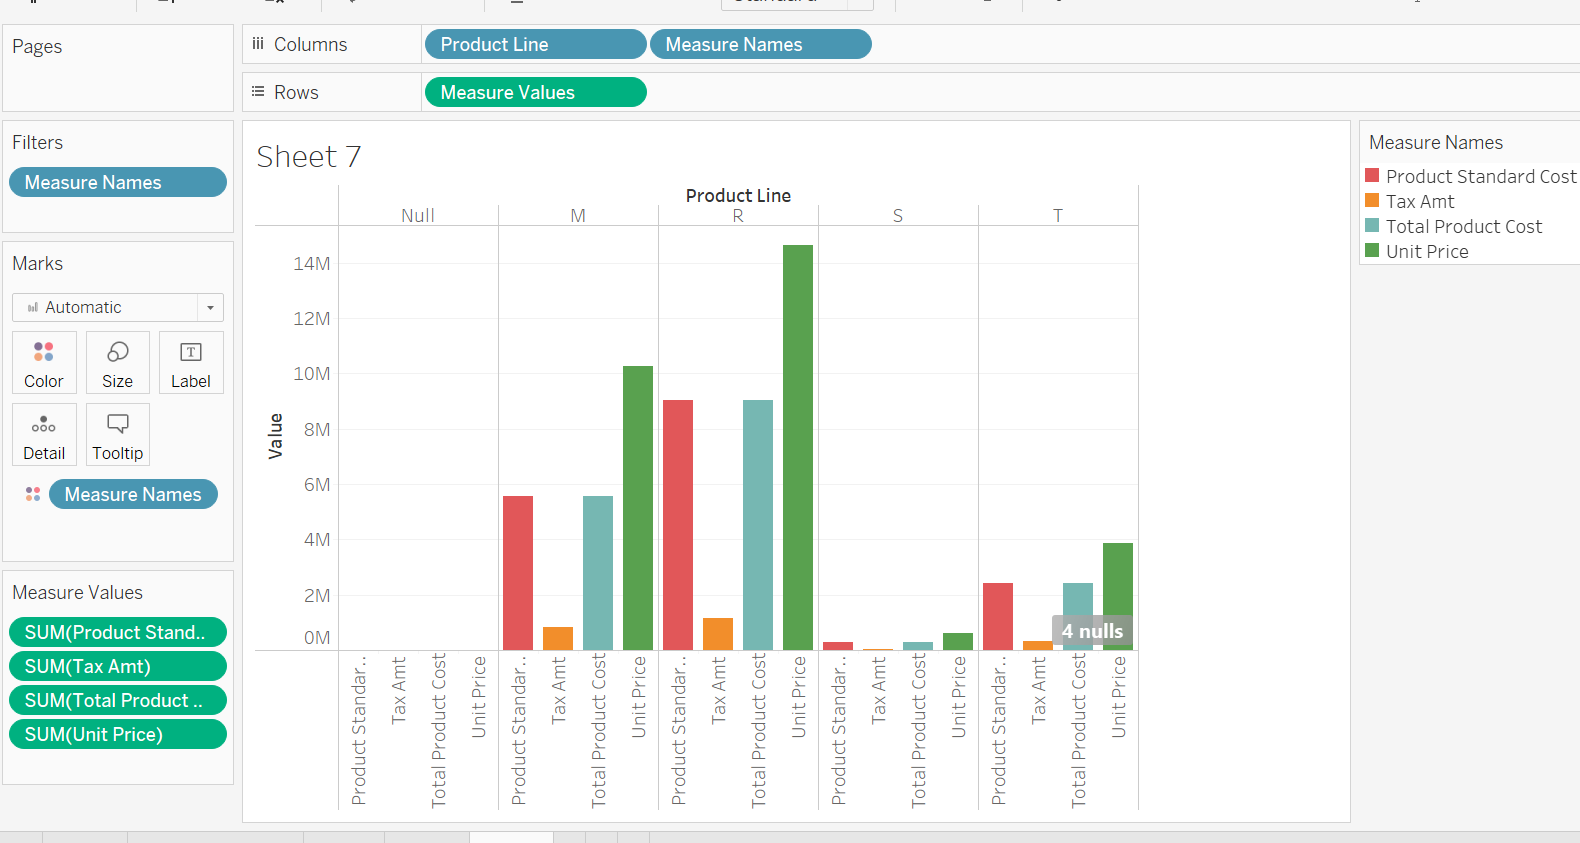 Pages
Columns
Product Line
Measure Names
Rows
Measure Values
Filters
Measure Names
Marks
Automatic
Color
Size
Label
Detail
Tooltip
Measure Names
Measure Values
SUM(Product Stand..
SUM(Tax Amt)
SUM(Total Product ..
SUM(Unit Price)
Sheet 7
Product Line
Null
M
R
S
T
Value
14M
12M
10M
8M
6M
4M
2M
0M
4 nulls
Product Standar..
Tax Amt
Total Product Cost
Unit Price
Product Standar..
Tax Amt
Total Product Cost
Unit Price
Product Standar..
Tax Amt
Total Product Cost
Unit Price
Product Standar..
Tax Amt
Total Product Cost
Unit Price
Product Standar..
Tax Amt
Total Product Cost
Unit Price
Measure Names
Product Standard Cost
Tax Amt
Total Product Cost
Unit Price